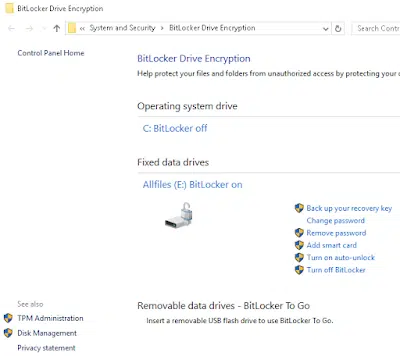 BitLocker Drive Encryption
« System and Security > BitLocker Drive Encryption
Search Contr
Control Panel Home
BitLocker Drive Encryption
Help protect your files and folders from unauthorized access by protecting your
Operating system drive
C: BitLocker off
Fixed data drives
Allfiles (E:) BitLocker on
Back up your recovery key
Change password
Remove password
Add smart card
Turn on auto-unlock
Turn off BitLocker
Removable data drives - BitLocker To Go
Insert a removable USB flash drive to use BitLocker To Go.
See also
TPM Administration
Disk Management
Privacy statement